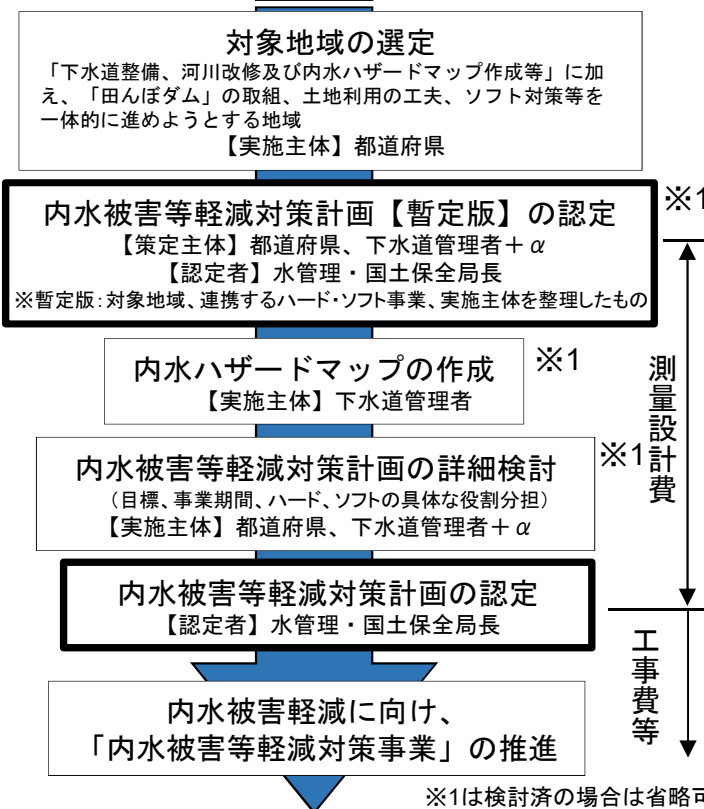 対象地域の選定
「下水道整備、河川改修及び内水ハザードマップ作成等」に加
え、「田んぼダム」の取組、土地利用の工夫、ソフト対策等を
一体的に進めようとする地域
【実施主体】都道府県
内水被害等軽減対策計画【暫定版】の認定
※1
【策定主体】都道府県、下水道管理者＋α
【認定者】水管理・国土保全局長
※暫定版：対象地域、連携するハード・ソフト事業、実施主体を整理したもの
内水ハザードマップの作成
※1
【実施主体】下水道管理者
内水被害等軽減対策計画の詳細検討
※1
（目標、事業期間、ハード、ソフトの具体な役割分担）
【実施主体】都道府県、下水道管理者＋α
測量設計費
内水被害等軽減対策計画の認定
【認定者】水管理・国土保全局長
工事費等
内水被害軽減に向け、
「内水被害等軽減対策事業」の推進
※1は検討済の場合は省略可